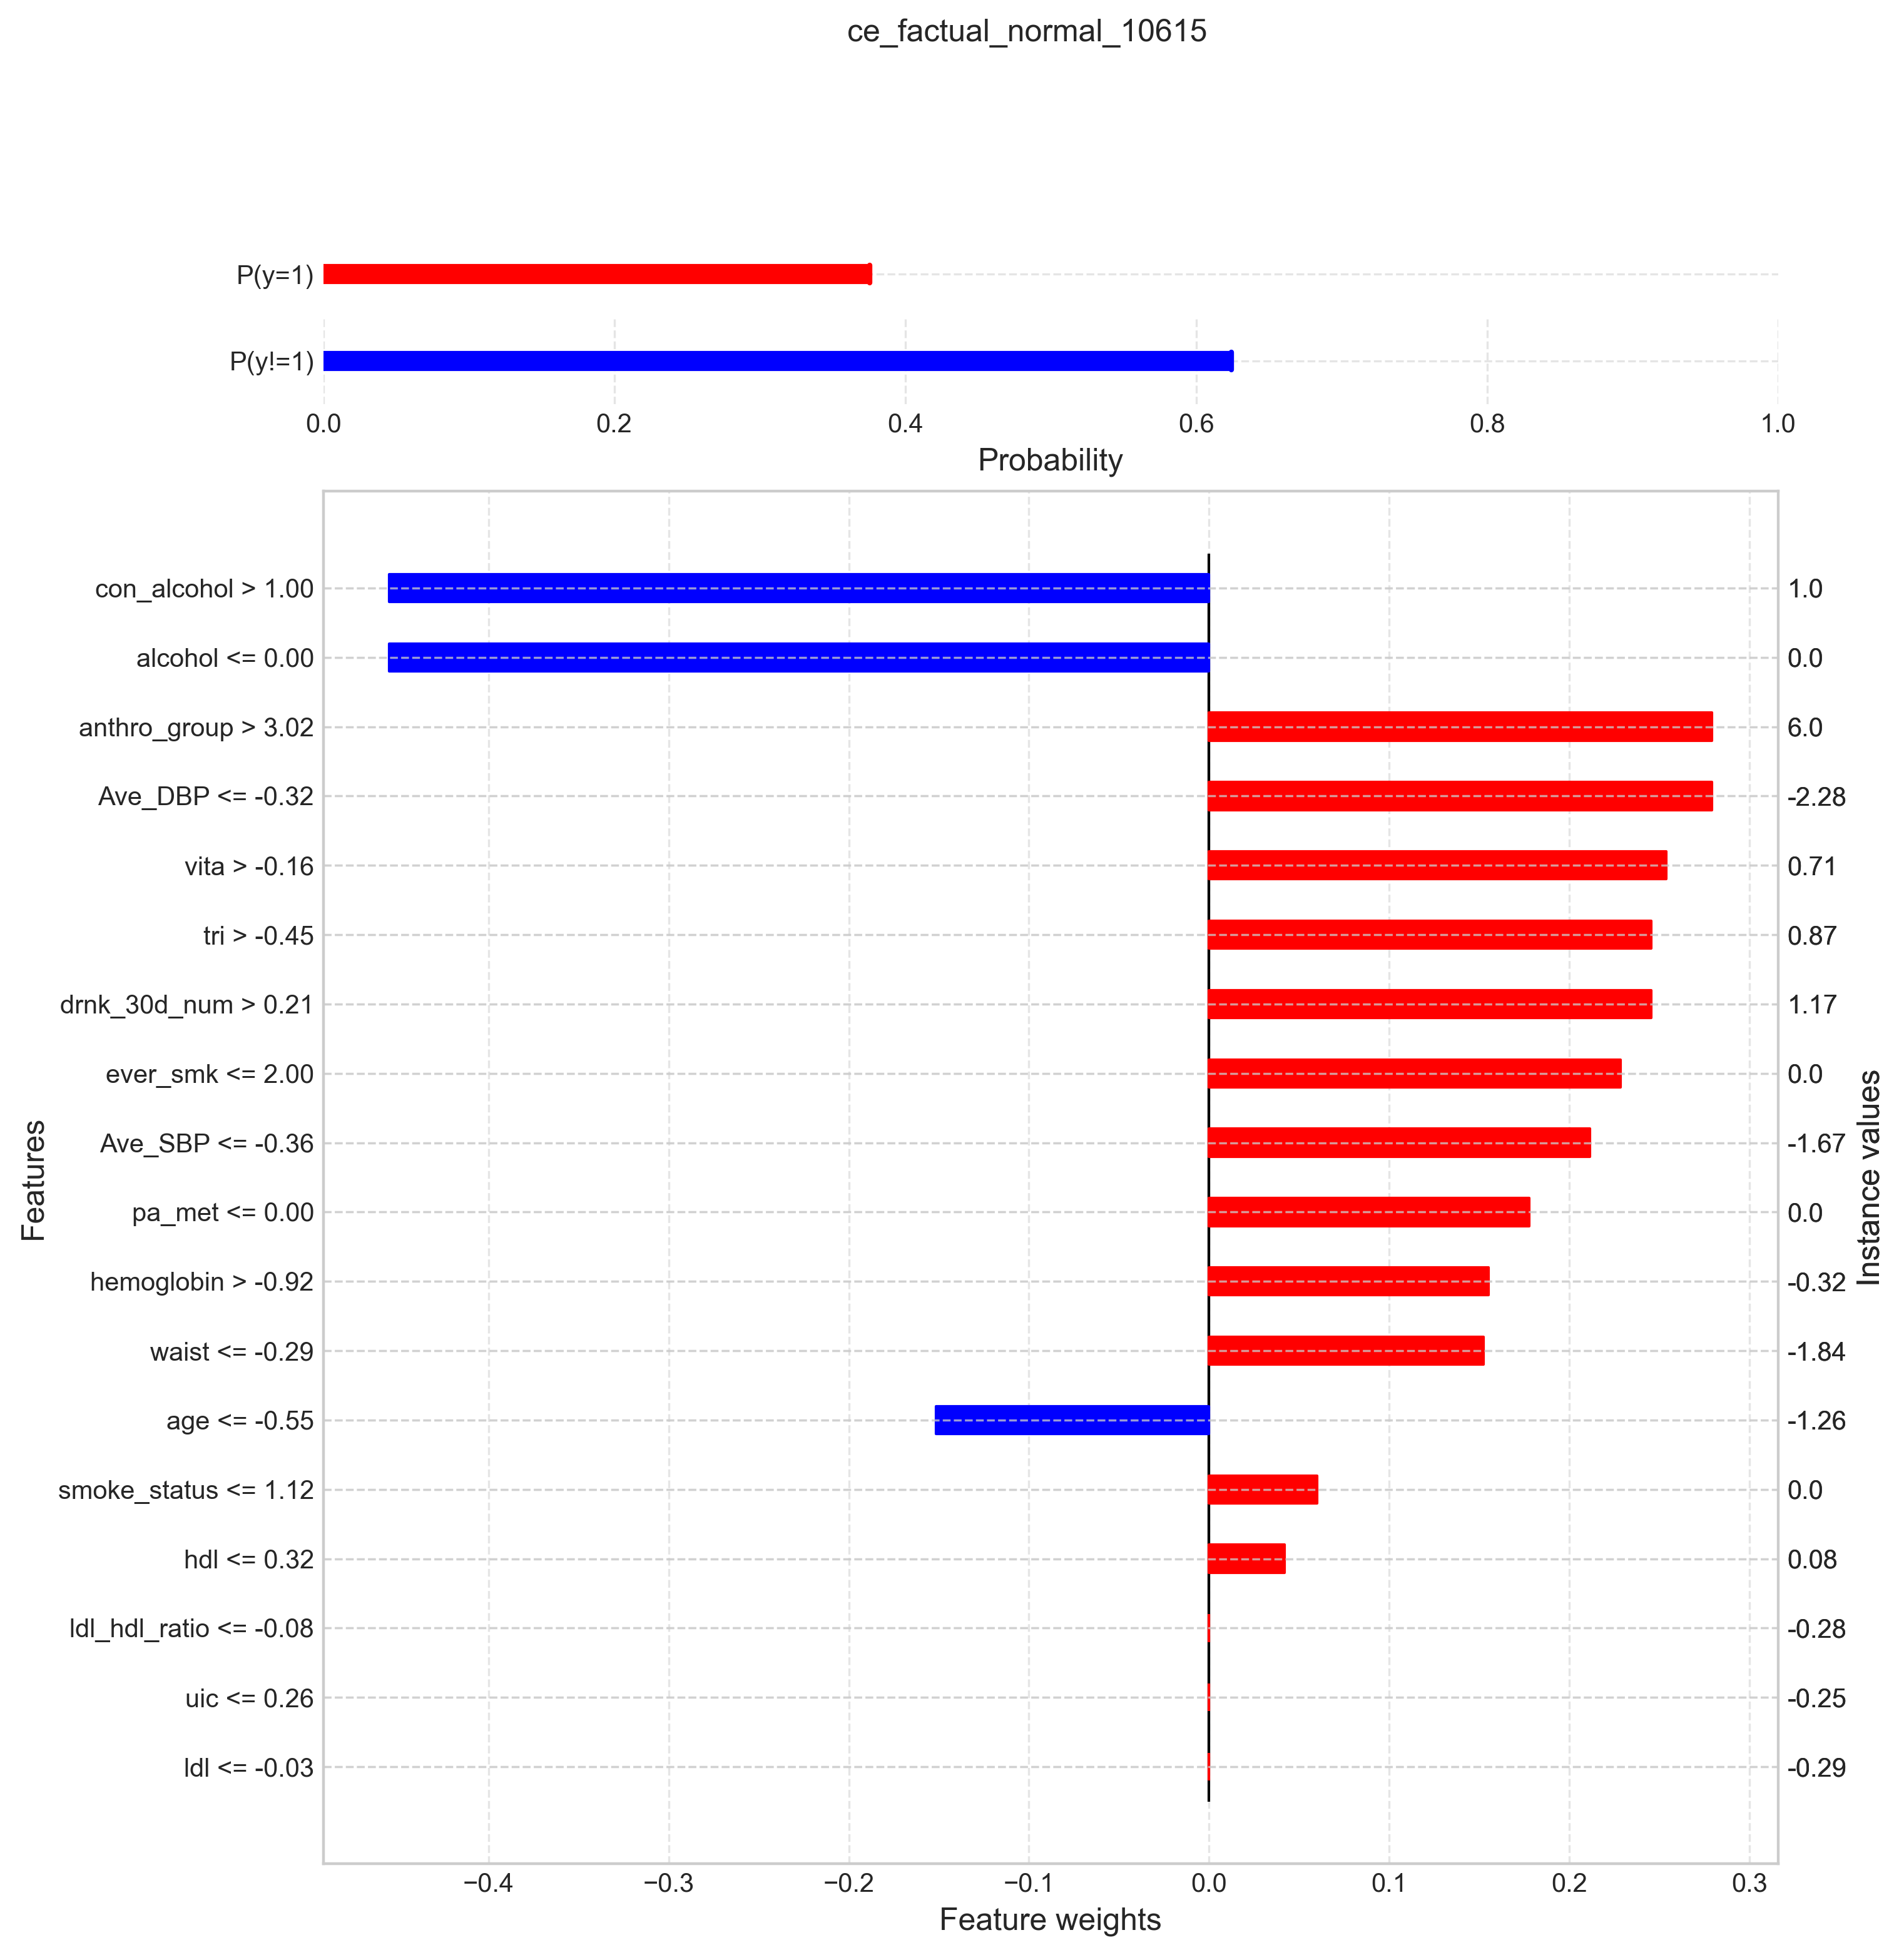 ce_factual_normal_10615
P(y=1)
P(y!=1)
0.0 0.2 0.4 0.6 0.8 1.0
Probability
con_alcohol > 1.00 1.0
alcohol <= 0.00 0.0
anthro_group > 3.02 6.0
Ave_DBP <= -0.32 -2.28
vita > -0.16 0.71
tri > -0.45 0.87
drnk_30d_num > 0.21 1.17
ever_smk <= 2.00 0.0
Ave_SBP <= -0.36 -1.67
pa_met <= 0.00 0.0
hemoglobin > -0.92 -0.32
waist <= -0.29 -1.84
age <= -0.55 -1.26
smoke_status <= 1.12 0.0
hdl <= 0.32 0.08
ldl_hdl_ratio <= -0.08 -0.28
uic <= 0.26 -0.25
ldl <= -0.03 -0.29
Features
Instance values
−0.4 −0.3 −0.2 −0.1 0.0 0.1 0.2 0.3
Feature weights